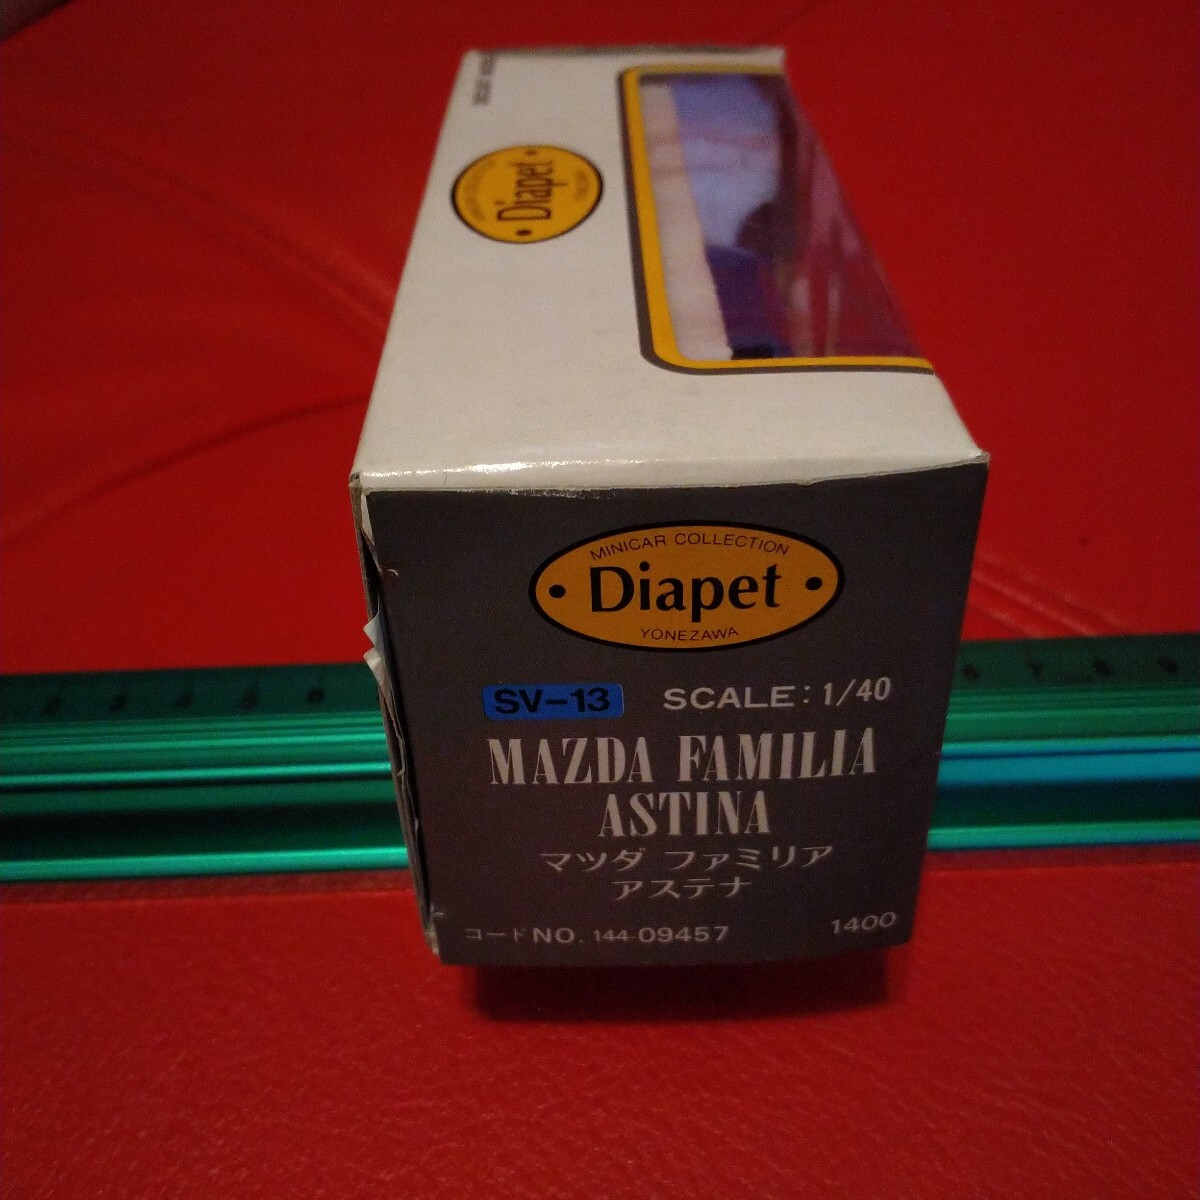 Diapet
MINICAR COLLECTION
Diapet
YONEZAWA
SV-13 SCALE: 1/40
MAZDA FAMILIA
ASTINA
マツダ ファミリア
アステナ
コードNO. 144-09457 1400